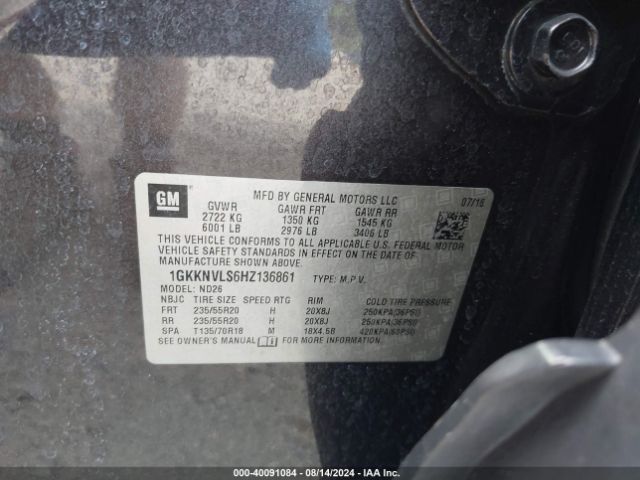 GM
MFD BY GENERAL MOTORS LLC 07/16
GVWR GAWR FRT GAWR RR
2722 KG 1350 KG 1545 KG
6001 LB 2976 LB 3406 LB
THIS VEHICLE CONFORMS TO ALL APPLICABLE U.S. FEDERAL MOTOR
VEHICLE SAFETY STANDARDS IN EFFECT ON THE DATE OF
MANUFACTURE SHOWN ABOVE.
1GKKNVLS6HZ136861 TYPE: M.P.V.
MODEL: ND26
NBJC TIRE SIZE SPEED RTG RIM COLD TIRE PRESSURE
FRT 235/55R20 H 20X8J 250KPA(36PSI)
RR 235/55R20 H 20X8J 250KPA(36PSI)
SPA T135/70R18 M 18X4.5B 420KPA(60PSI)
SEE OWNER'S MANUAL FOR MORE INFORMATION.
000-40091084 - 08/14/2024 - IAA Inc.